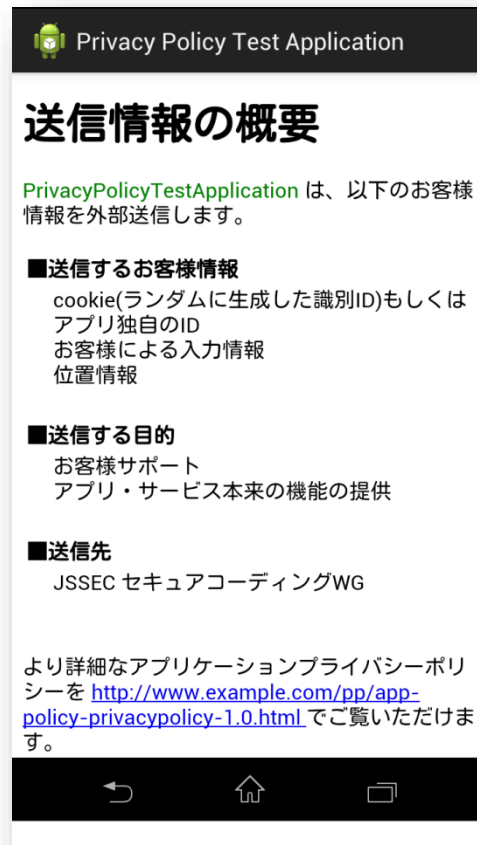 Privacy Policy Test Application
送信情報の概要
PrivacyPolicyTestApplication は、以下のお客様
情報を外部送信します。
■送信するお客様情報
cookie(ランダムに生成した識別ID)もしくは
アプリ独自のID
お客様による入力情報
位置情報
■送信する目的
お客様サポート
アプリ・サービス本来の機能の提供
■送信先
JSSEC セキュアコーディングWG
より詳細なアプリケーションプライバシーポリ
シーを http://www.example.com/pp/app-
policy-privacypolicy-1.0.html でご覧いただけま
す。